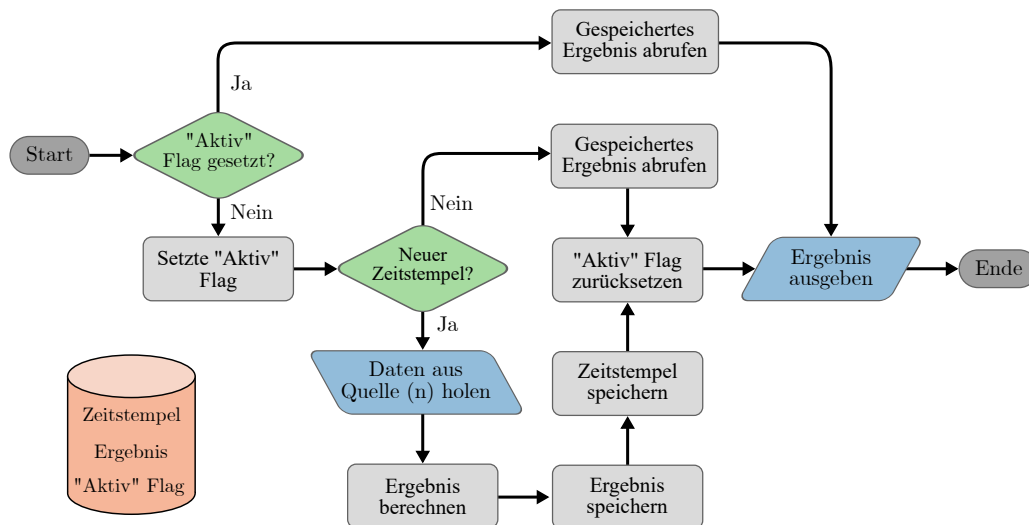 Gespeichertes
Ergebnis abrufen
Ja
"Aktiv"
Flag gesetzt?
Start
Gespeichertes
Ergebnis abrufen
Nein
Nein
Setzte "Aktiv"
Flag
Neuer
Zeitstempel?
"Aktiv" Flag
zurücksetzen
Ergebnis
ausgeben
Ende
Ja
Daten aus
Quelle (n) holen
Zeitstempel
speichern
Zeitstempel
Ergebnis
"Aktiv" Flag
Ergebnis
berechnen
Ergebnis
speichern